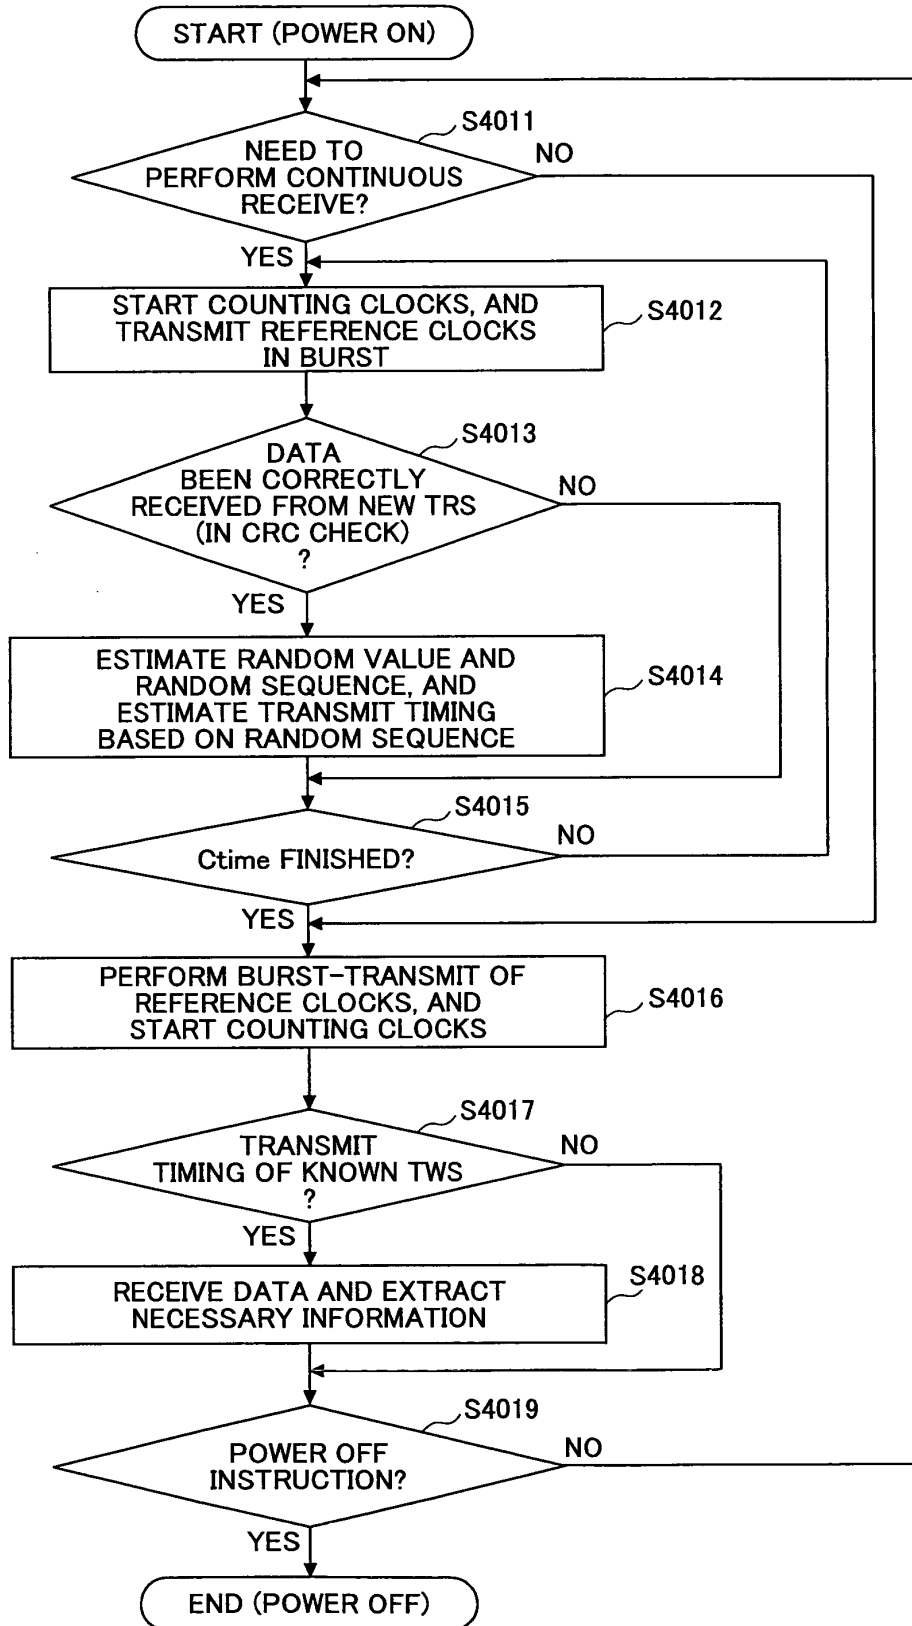 START (POWER ON)
S4011
NEED TO
PERFORM CONTINUOUS
RECEIVE?
NO
YES
START COUNTING CLOCKS, AND
TRANSMIT REFERENCE CLOCKS
IN BURST
S4012
S4013
DATA
BEEN CORRECTLY
RECEIVED FROM NEW TRS
(IN CRC CHECK)
?
NO
YES
ESTIMATE RANDOM VALUE AND
RANDOM SEQUENCE, AND
ESTIMATE TRANSMIT TIMING
BASED ON RANDOM SEQUENCE
S4014
S4015
Ctime FINISHED?
NO
YES
PERFORM BURST-TRANSMIT OF
REFERENCE CLOCKS, AND
START COUNTING CLOCKS
S4016
S4017
TRANSMIT
TIMING OF KNOWN TWS
?
NO
YES
RECEIVE DATA AND EXTRACT
NECESSARY INFORMATION
S4018
S4019
POWER OFF
INSTRUCTION?
NO
YES
END (POWER OFF)